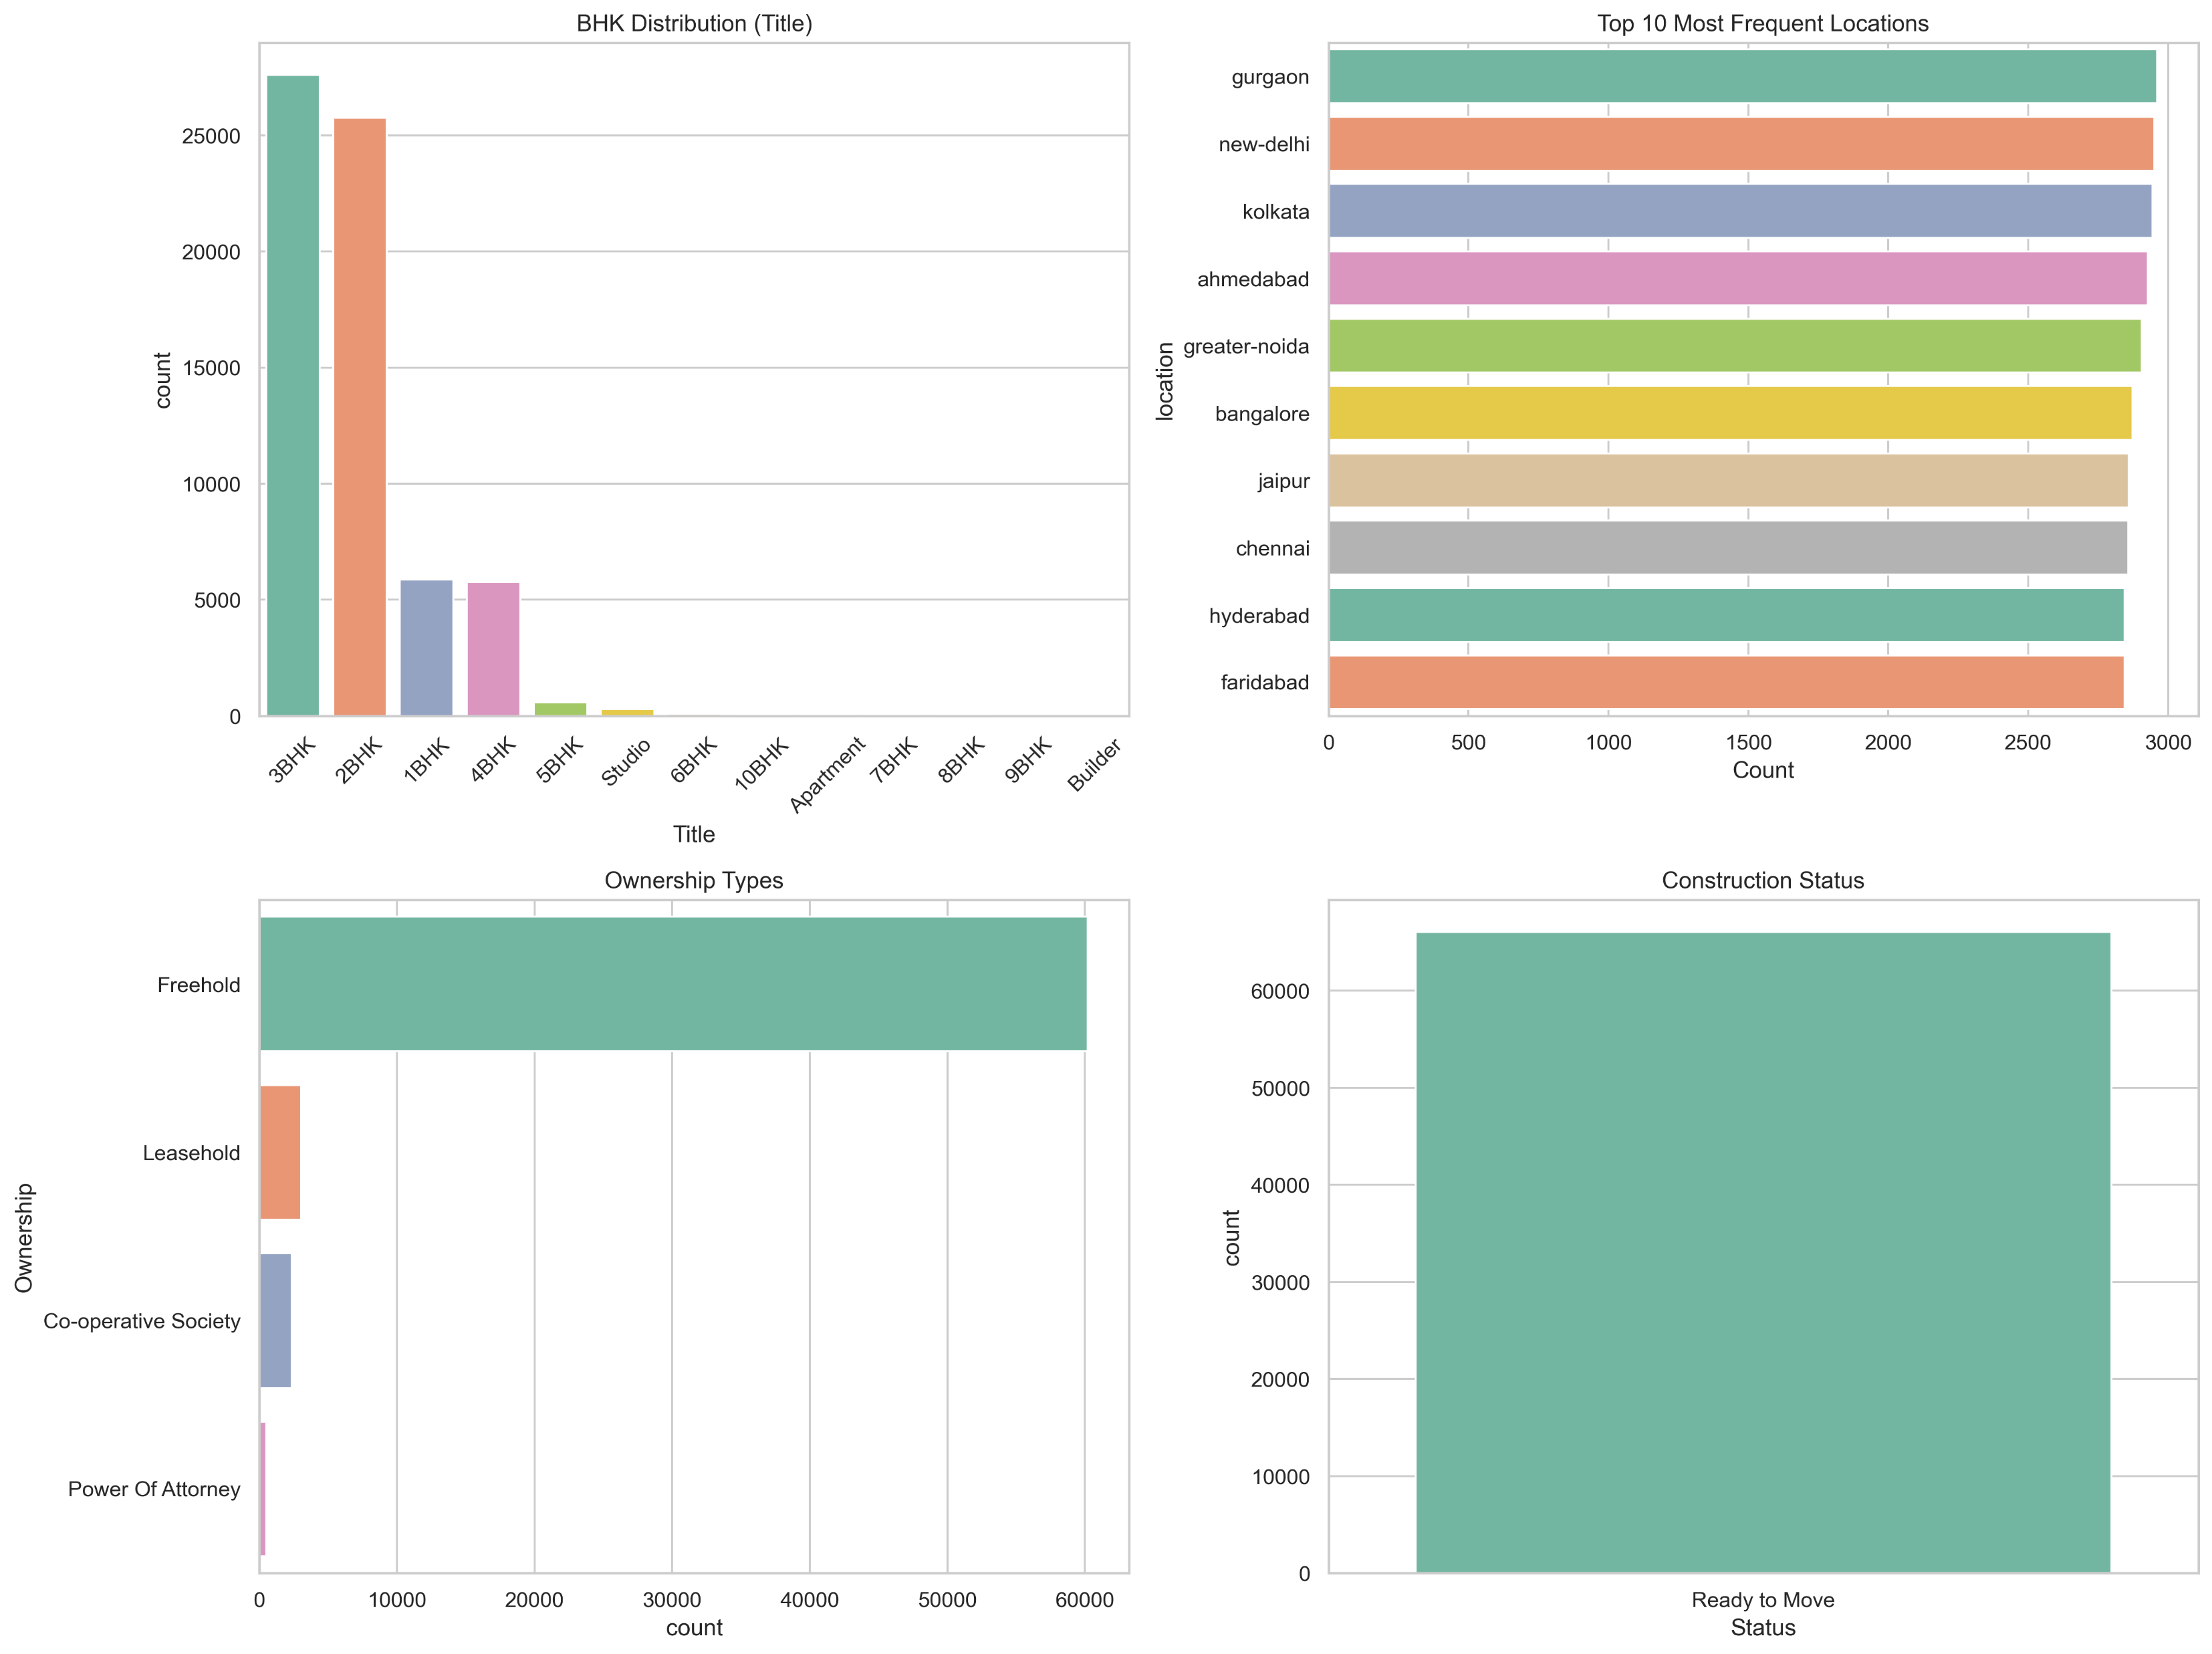 BHK Distribution (Title)
25000
20000
15000
10000
5000
0
count
3BHK
2BHK
1BHK
4BHK
5BHK
Studio
6BHK
10BHK
Apartment
7BHK
8BHK
9BHK
Builder
Title
Top 10 Most Frequent Locations
gurgaon
new-delhi
kolkata
ahmedabad
greater-noida
bangalore
jaipur
chennai
hyderabad
faridabad
location
0 500 1000 1500 2000 2500 3000
Count
Ownership Types
Freehold
Leasehold
Co-operative Society
Power Of Attorney
Ownership
0 10000 20000 30000 40000 50000 60000
count
Construction Status
60000
50000
40000
30000
20000
10000
0
count
Ready to Move
Status